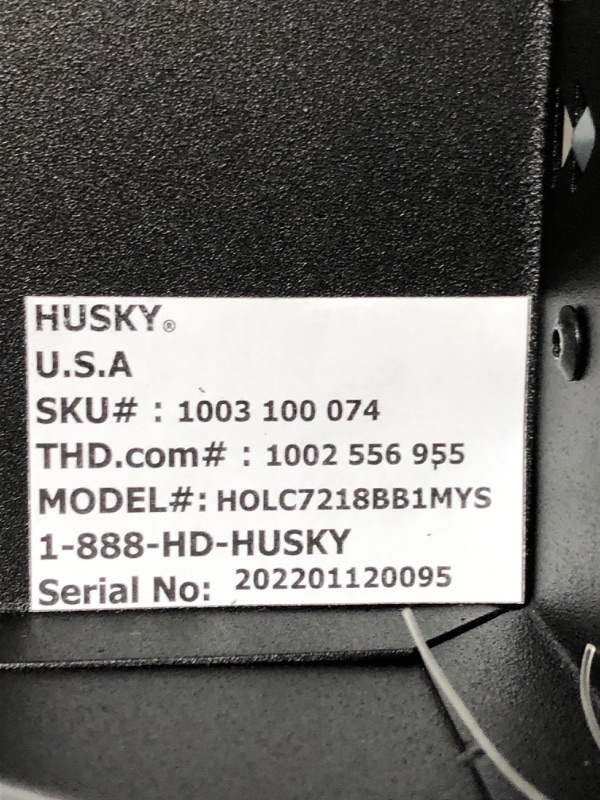 HUSKY®
U.S.A
SKU# : 1003 100 074
THD.com# : 1002 556 955
MODEL#: HOLC7218BB1MYS
1-888-HD-HUSKY
Serial No: 202201120095